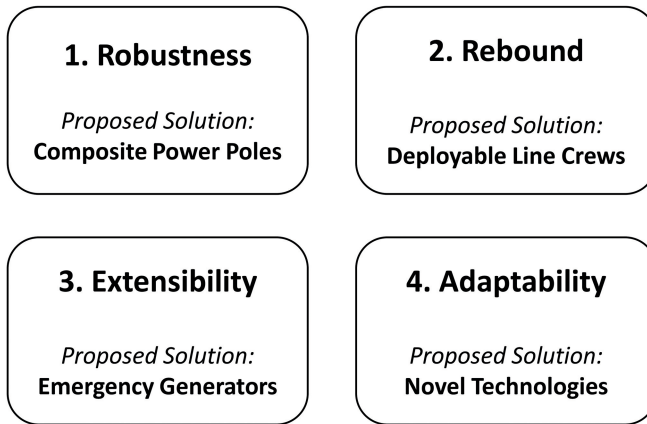 1. Robustness
Proposed Solution:
Composite Power Poles
2. Rebound
Proposed Solution:
Deployable Line Crews
3. Extensibility
Proposed Solution:
Emergency Generators
4. Adaptability
Proposed Solution:
Novel Technologies